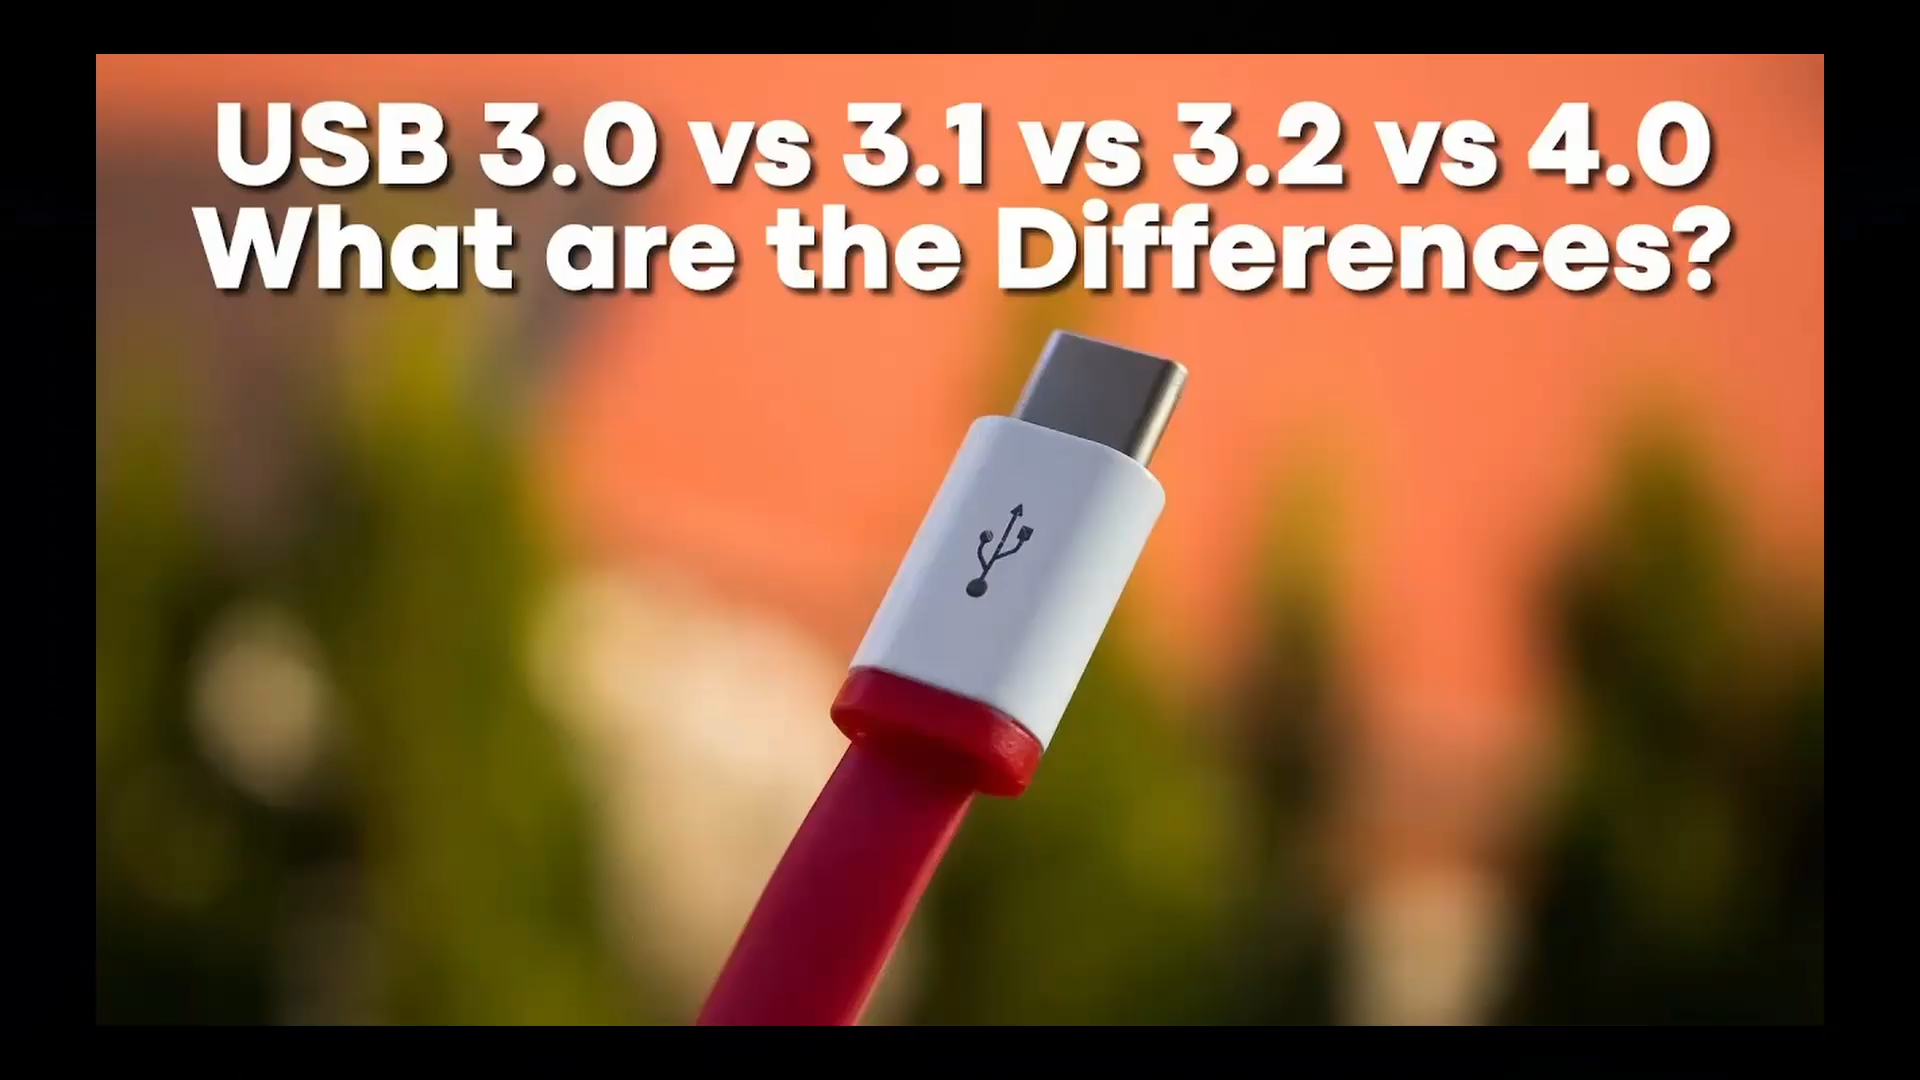 USB 3.0 vs 3.1 vs 3.2 vs 4.0
What are the Differences?